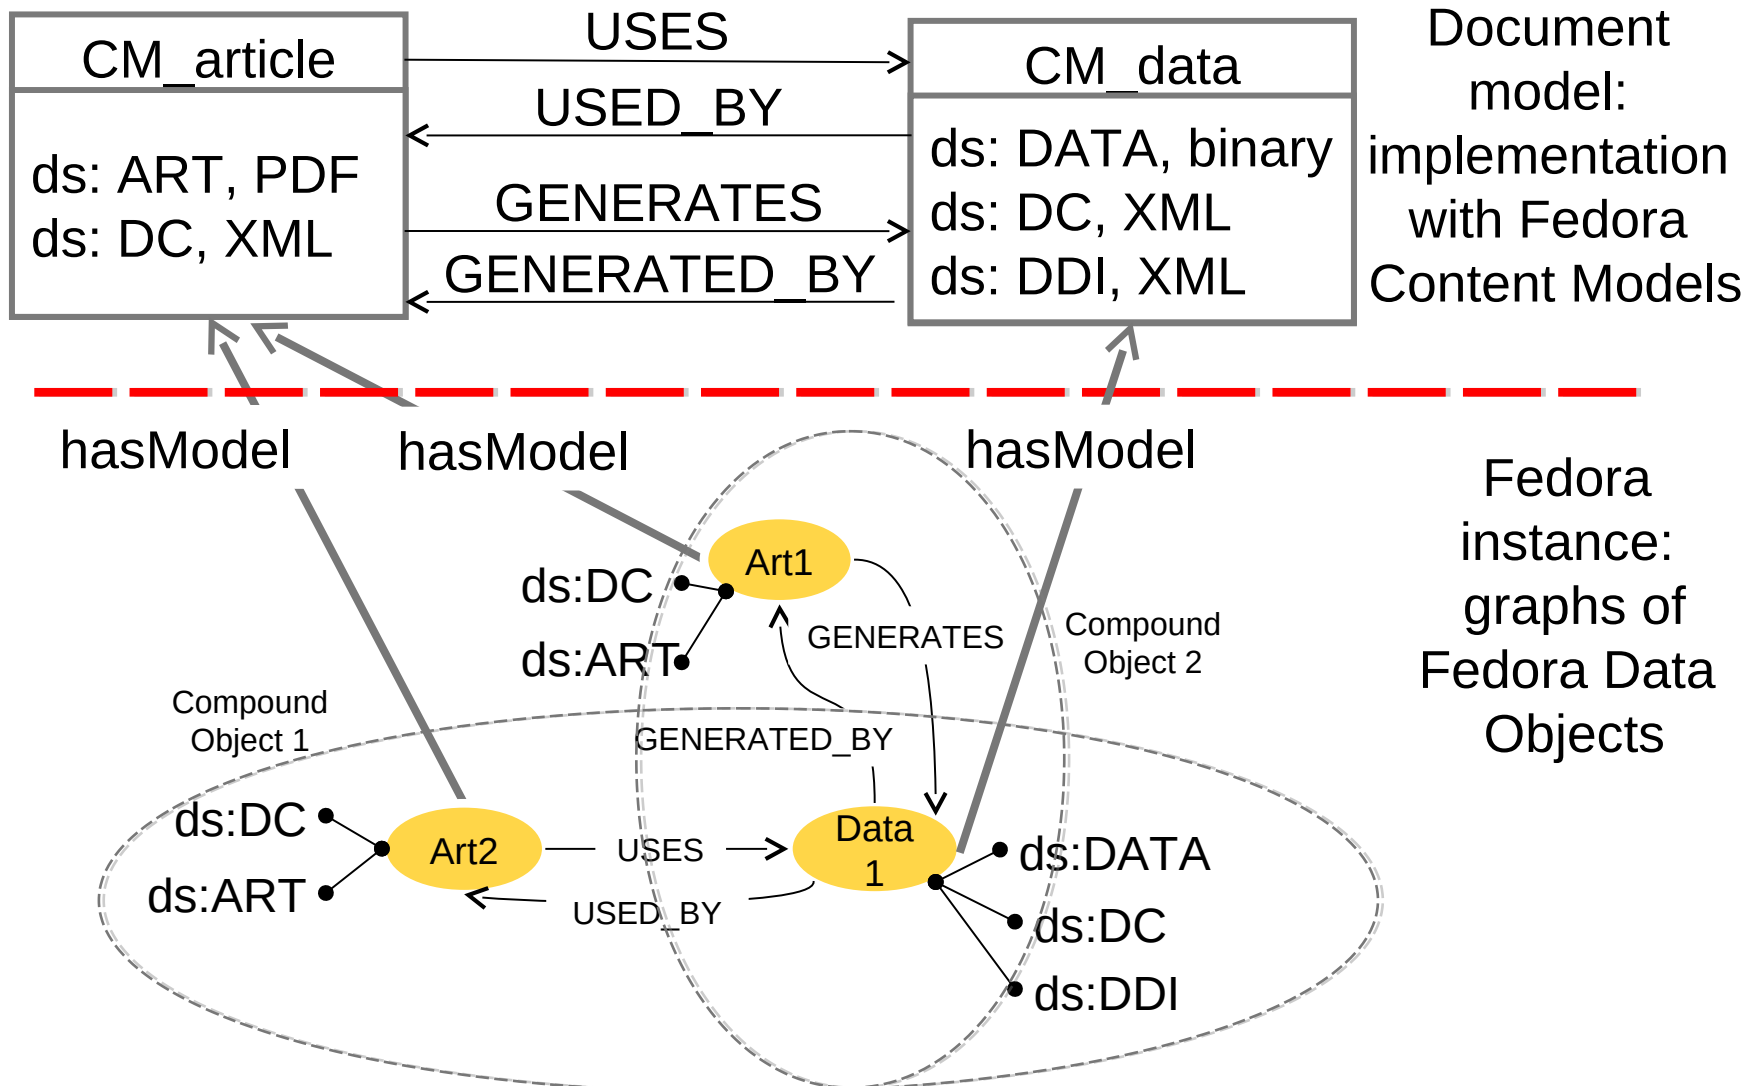 USES
CM_article
CM_data
USED_BY
ds: ART, PDF
ds: DC, XML
GENERATES
GENERATED_BY
ds: DATA, binary
ds: DC, XML
ds: DDI, XML
Document
model:
implementation
with Fedora
Content Models
hasModel
hasModel
hasModel
Fedora
instance:
graphs of
Fedora Data
Objects
Art1
ds:DC
ds:ART
GENERATES
Compound
Object 2
Compound
Object 1
GENERATED_BY
ds:DC
ds:ART
Art2
USES
USED_BY
Data
1
ds:DATA
ds:DC
ds:DDI